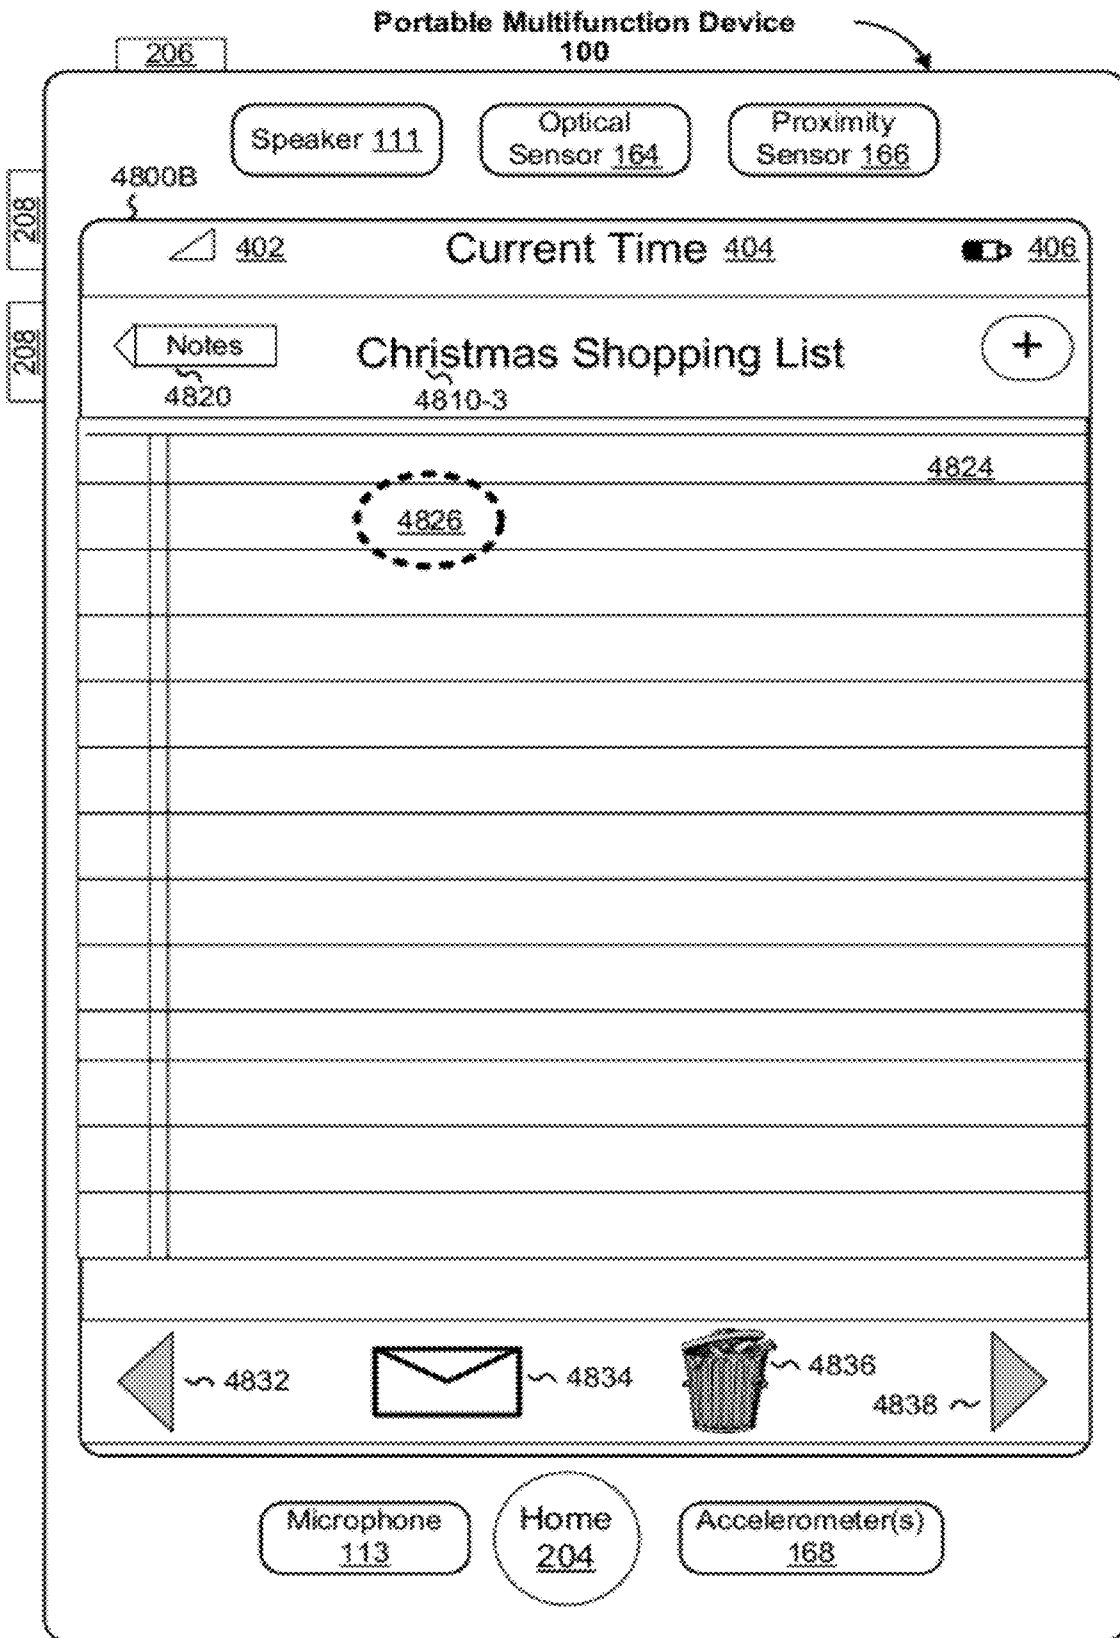 Portable Multifunction Device
100
206
Speaker 111
Optical
Sensor 164
Proximity
Sensor 166
4800B
208
208
402
Current Time 404
406
Notes
4820
Christmas Shopping List
4810-3
+
4824
4826
4832
4834
4836
4838
Microphone
113
Home
204
Accelerometer(s)
168